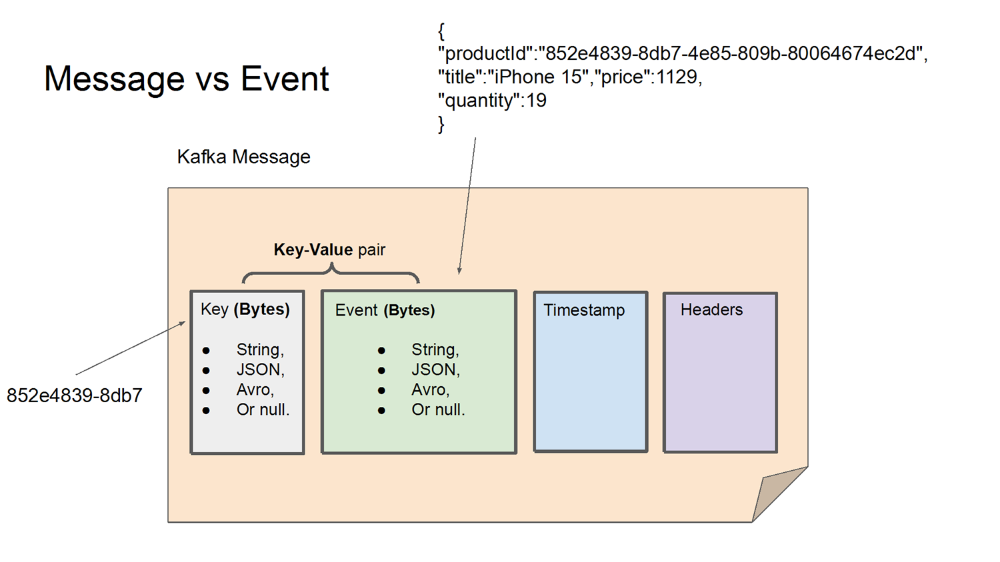 Message vs Event
{
"productId":"852e4839-8db7-4e85-809b-80064674ec2d",
"title":"iPhone 15","price":1129,
"quantity":19
}
Kafka Message
Key-Value pair
Key (Bytes)
● String,
● JSON,
● Avro,
● Or null.
Event (Bytes)
● String,
● JSON,
● Avro,
● Or null.
Timestamp
Headers
852e4839-8db7